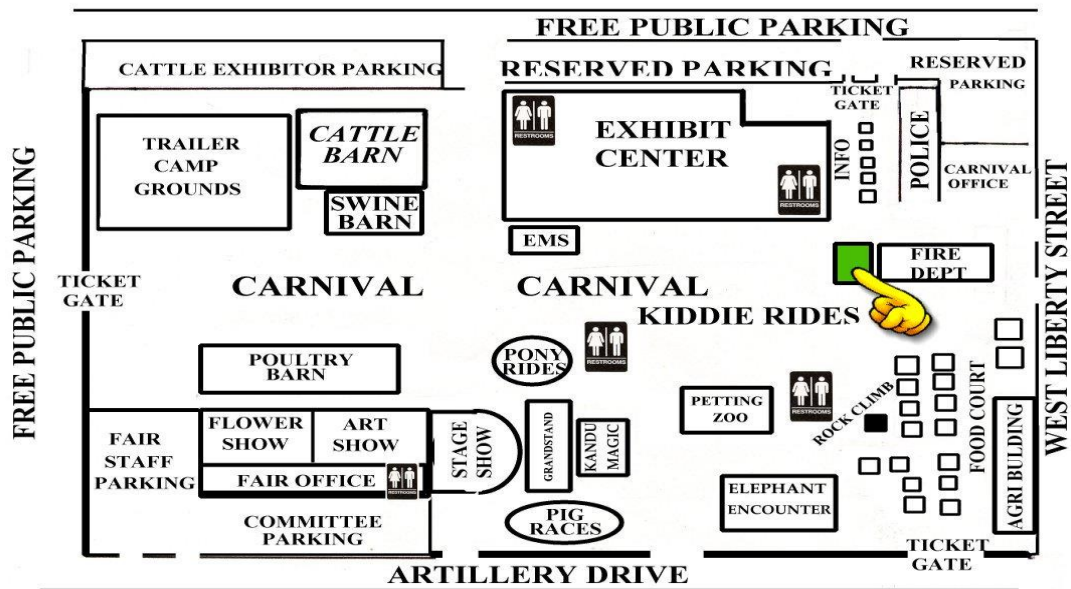 FREE PUBLIC PARKING
CATTLE EXHIBITOR PARKING
RESERVED PARKING
TICKET
GATE
RESERVED
PARKING
TRAILER
CAMP
GROUNDS
CATTLE
BARN
SWINE
BARN
RESTROOMS
EXHIBIT
CENTER
RESTROOMS
INFO
POLICE
CARNIVAL
OFFICE
EMS
FIRE
DEPT
FREE PUBLIC PARKING
TICKET
GATE
CARNIVAL
CARNIVAL
KIDDIE RIDES
WEST LIBERTY STREET
POULTRY
BARN
PONY
RIDES
RESTROOMS
PETTING
ZOO
RESTROOMS
ROCK CLIMB
FOOD COURT
AGRI BUILDING
FAIR
STAFF
PARKING
FLOWER
SHOW
ART
SHOW
FAIR OFFICE
RESTROOMS
STAGE
SHOW
GRANDSTAND
KANDU
MAGIC
ELEPHANT
ENCOUNTER
COMMITTEE
PARKING
PIG
RACES
TICKET
GATE
ARTILLERY DRIVE